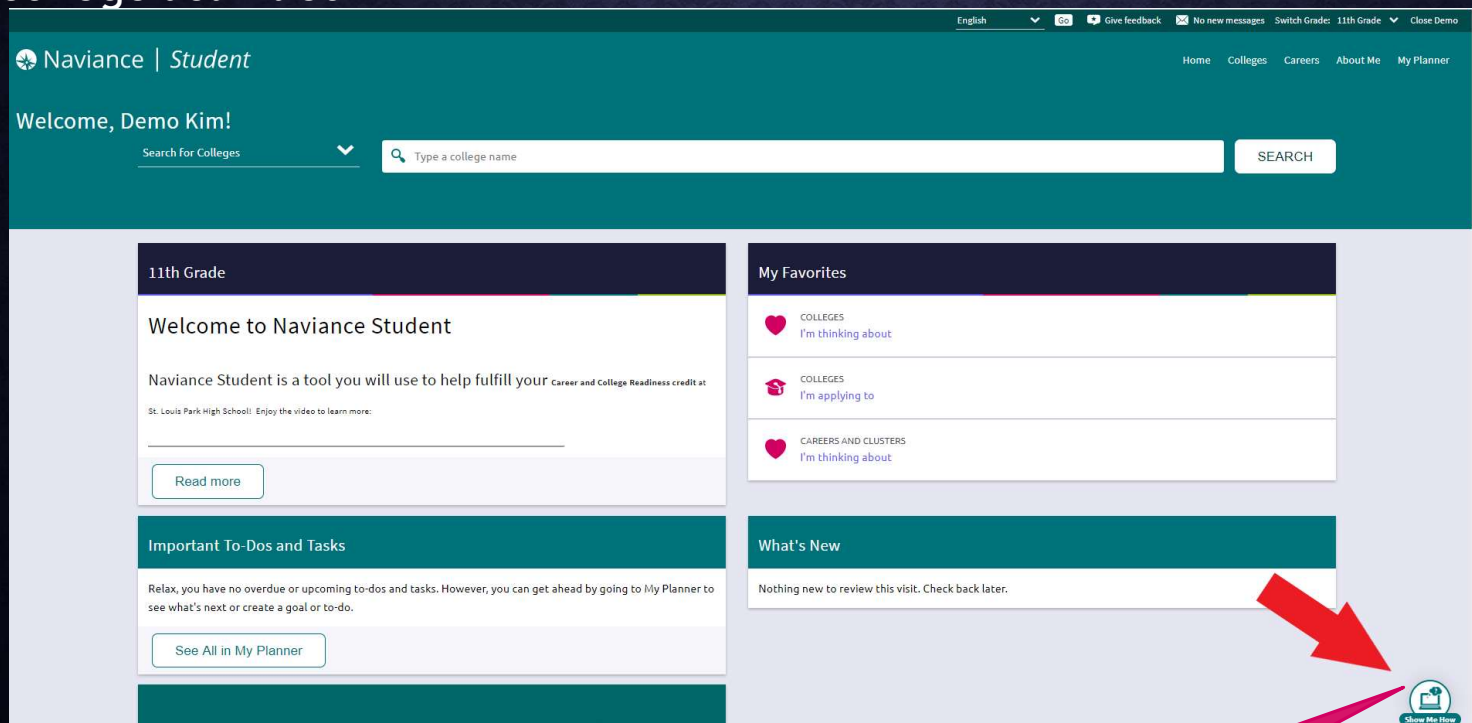 English Go Give feedback No new messages Switch Grade: 11th Grade Close Demo
Naviance | Student
Home Colleges Careers About Me My Planner
Welcome, Demo Kim!
Search for Colleges
Type a college name
SEARCH
11th Grade
Welcome to Naviance Student
Naviance Student is a tool you will use to help fulfill your Career and College Readiness credit at
St. Louis Park High School! Enjoy the video to learn more:
Read more
My Favorites
COLLEGES
I'm thinking about
COLLEGES
I'm applying to
CAREERS AND CLUSTERS
I'm thinking about
Important To-Dos and Tasks
Relax, you have no overdue or upcoming to-dos and tasks. However, you can get ahead by going to My Planner to
see what's next or create a goal or to-do.
See All in My Planner
What's New
Nothing new to review this visit. Check back later.
Show Me How